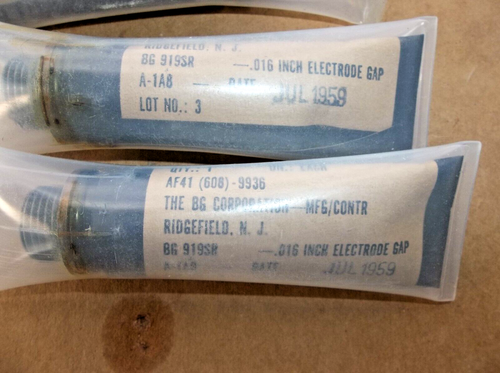 RIDGEFIELD, N. J.
BG 919SR —.016 INCH ELECTRODE GAP
A-1A8 — DATE JUL 1959
LOT NO.: 3
AF41 (608)-9936
THE BG CORPORATION—MFG/CONTR
RIDGEFIELD, N. J.
BG 919SR —.016 INCH ELECTRODE GAP
A-1A8 DATE JUL 1959